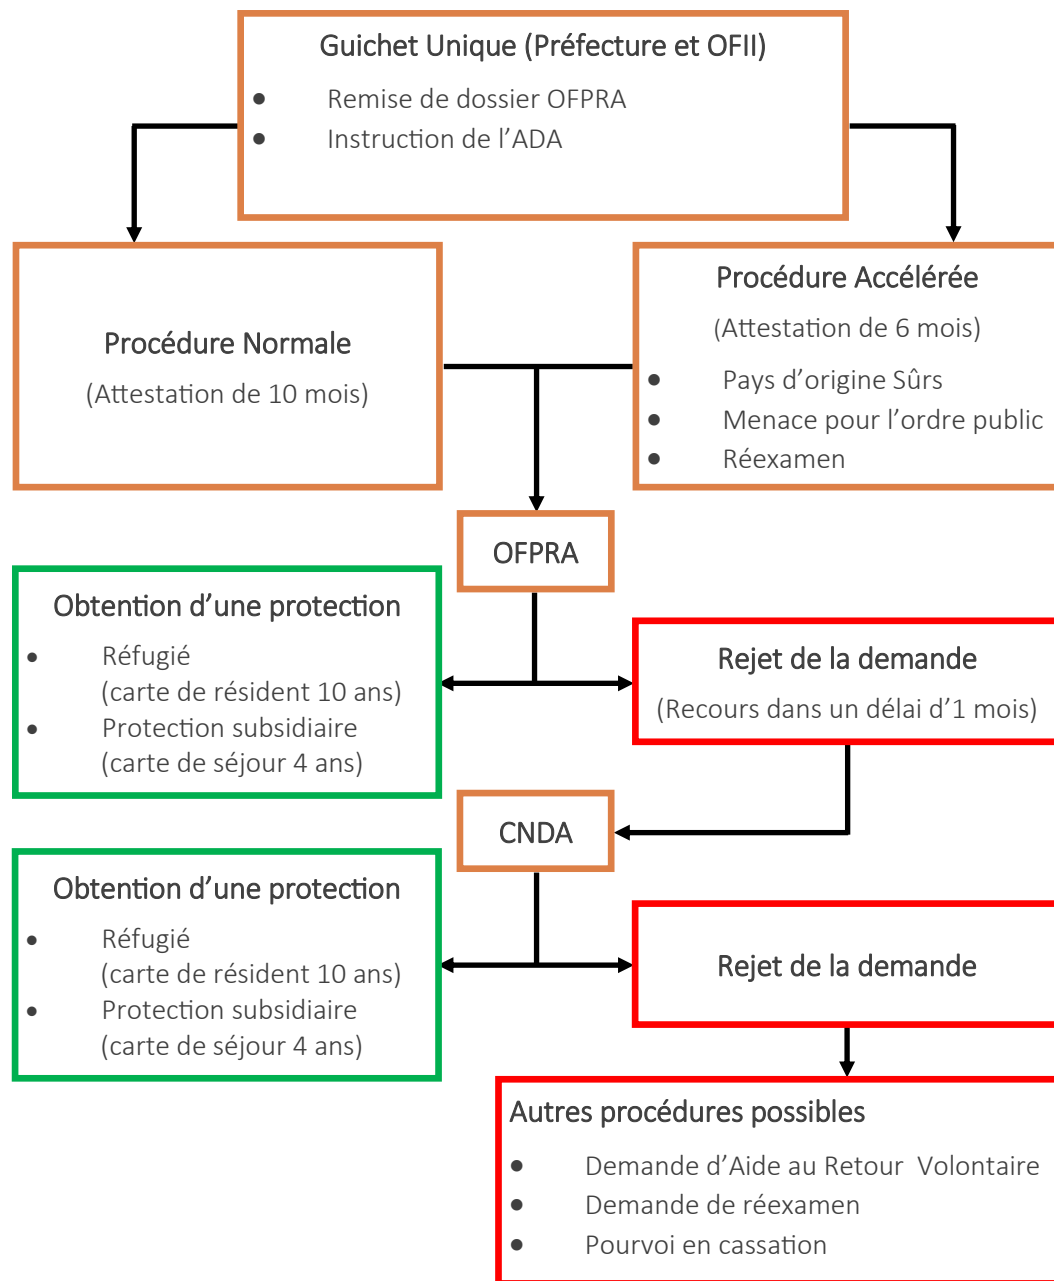 Guichet Unique (Préfecture et OFII)
• Remise de dossier OFPRA
• Instruction de l’ADA
Procédure Normale
(Attestation de 10 mois)
Procédure Accélérée
(Attestation de 6 mois)
• Pays d’origine Sûrs
• Menace pour l’ordre public
• Réexamen
OFPRA
Obtention d’une protection
• Réfugié
(carte de résident 10 ans)
• Protection subsidiaire
(carte de séjour 4 ans)
Rejet de la demande
(Recours dans un délai d’1 mois)
CNDA
Obtention d’une protection
• Réfugié
(carte de résident 10 ans)
• Protection subsidiaire
(carte de séjour 4 ans)
Rejet de la demande
Autres procédures possibles
• Demande d’Aide au Retour Volontaire
• Demande de réexamen
• Pourvoi en cassation